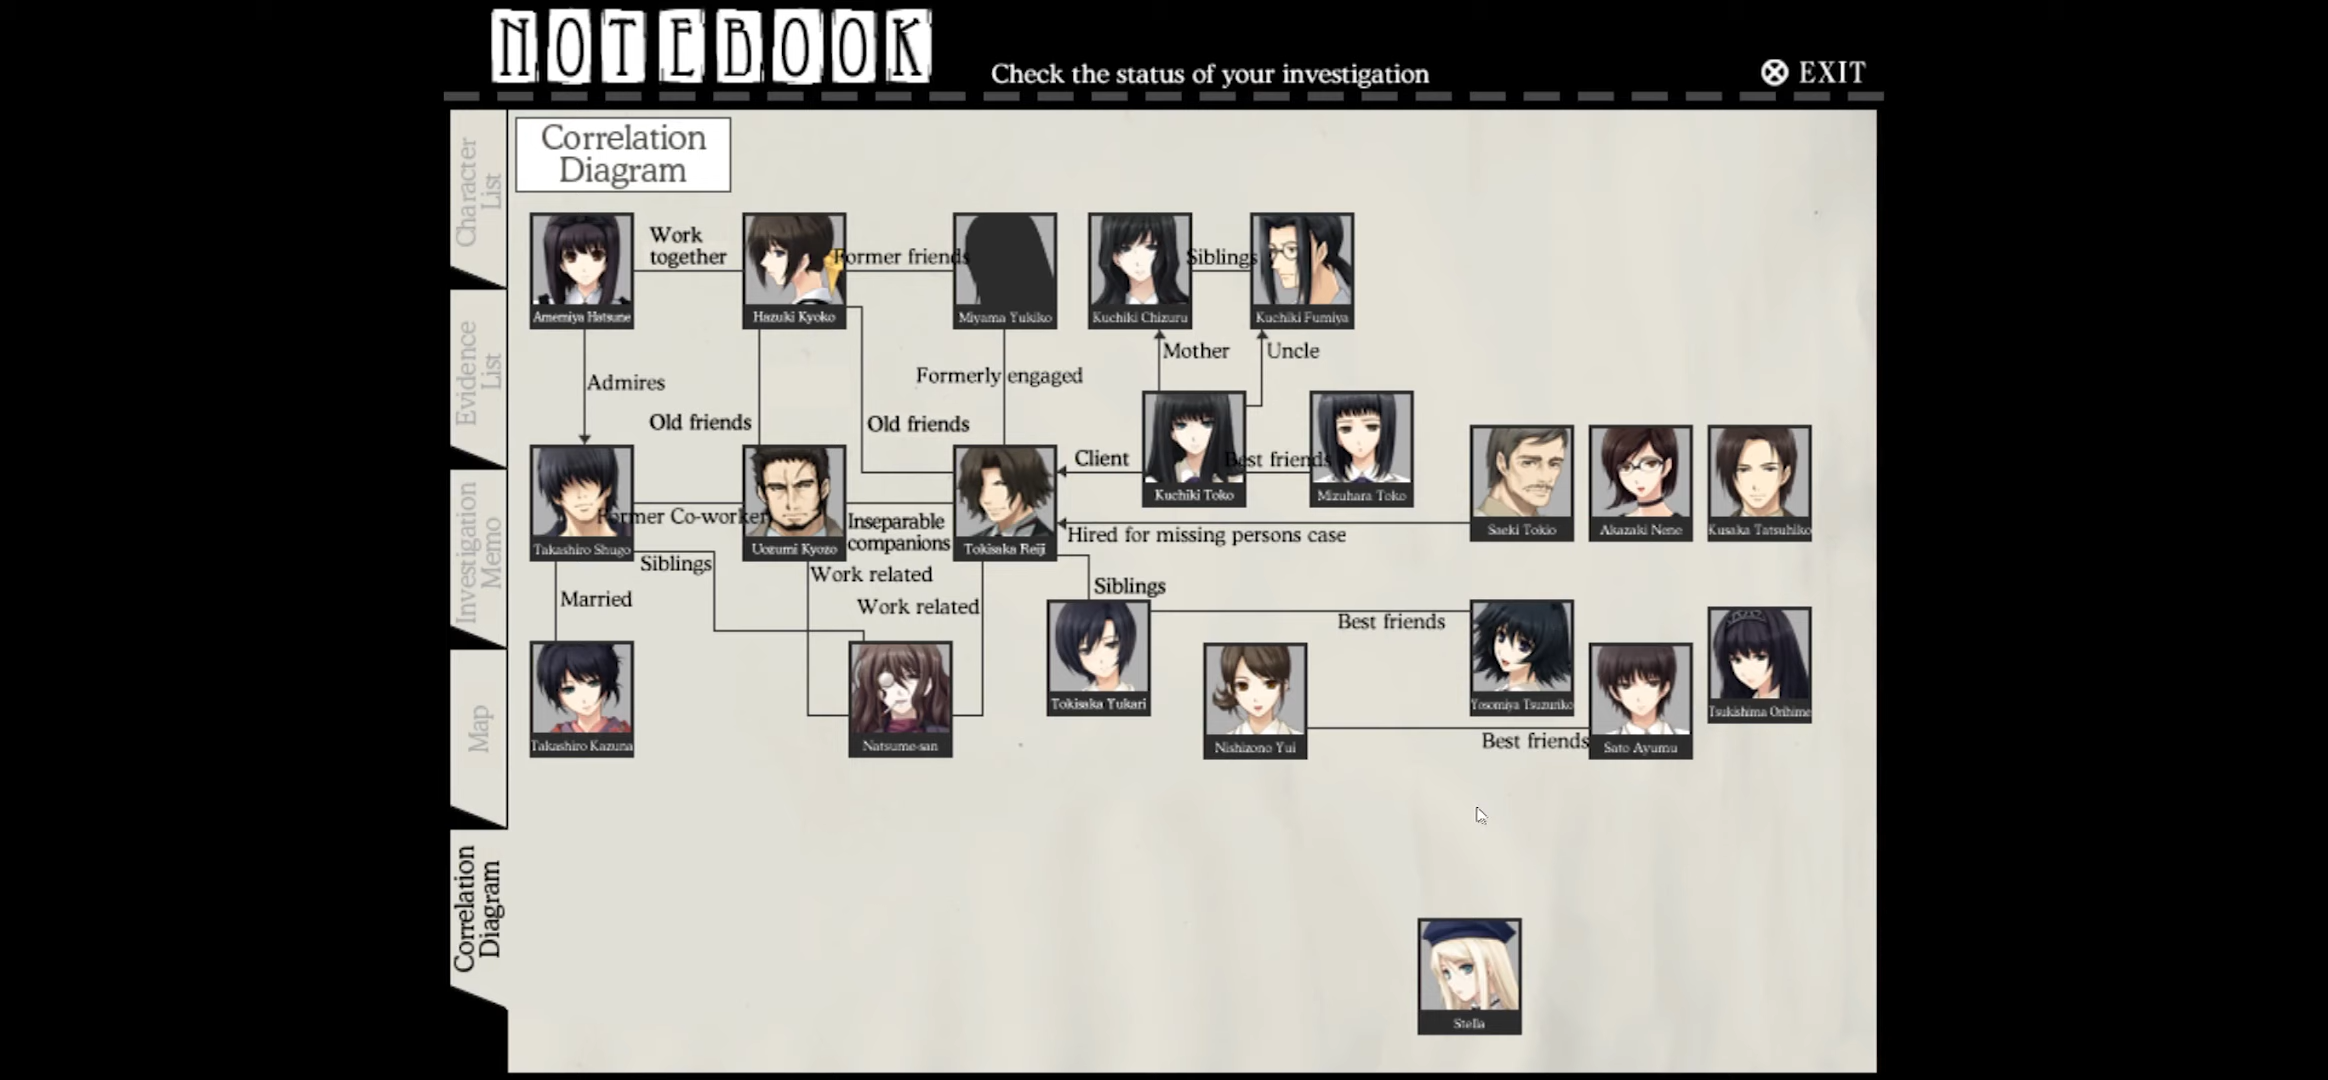 NOTEBOOK
Check the status of your investigation
EXIT
Character
List
Evidence
List
Investigation
Memo
Map
Correlation
Diagram
Correlation
Diagram
Work
together
Former friends
Siblings
Amemiya Hatsune
Hazuki Kyoko
Miyama Yukiko
Kuchiki Chizuru
Kuchiki Fumiya
Mother
Uncle
Admires
Formerly engaged
Old friends
Old friends
Client
Best friends
Kuchiki Toko
Mizuhara Toko
Former Co-worker
Inseparable
companions
Hired for missing persons case
Saeki Tokio
Akazaki Nene
Kusaka Tatsuhiko
Takashiro Shugo
Uozumi Kyozo
Tokisaka Reiji
Siblings
Work related
Siblings
Married
Work related
Best friends
Tokisaka Yukari
Yosomiya Tsuzuriko
Tsukishima Orihime
Takashiro Kazuna
Natsume-san
Nishizono Yui
Best friends
Sato Ayumu
Stella